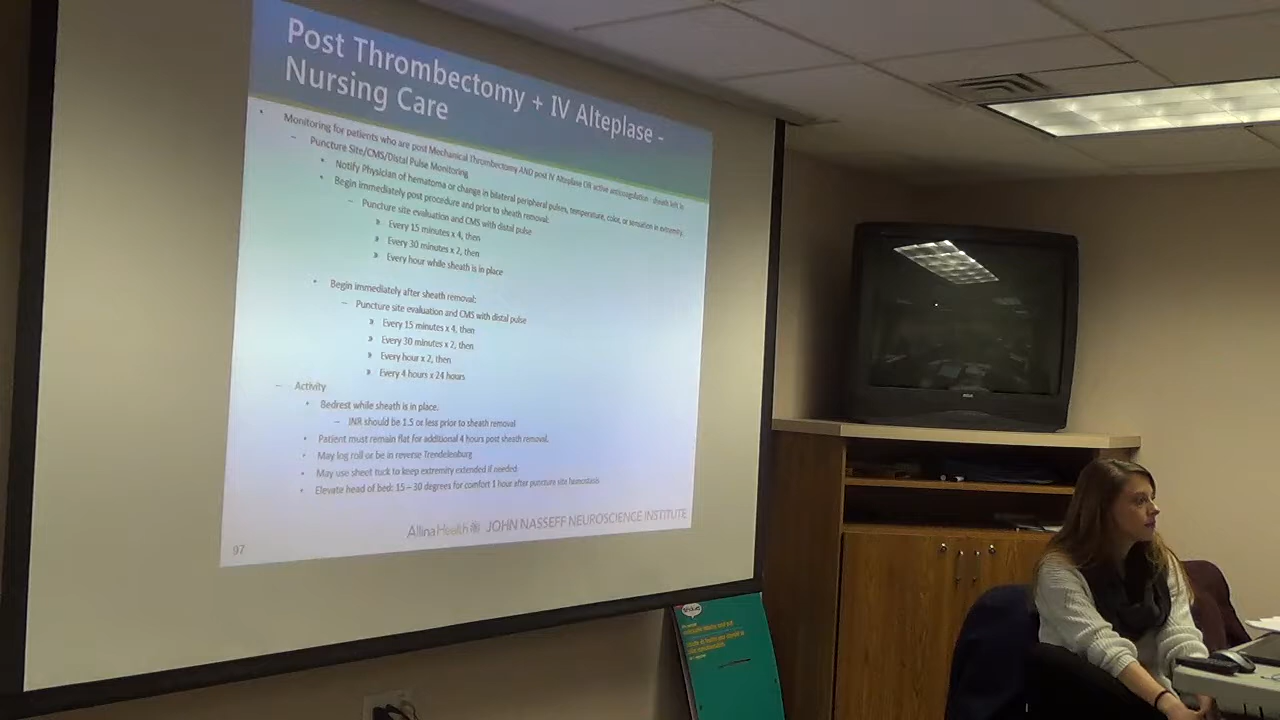 Post Thrombectomy + IV Alteplase -
Nursing Care
• Monitoring for patients who are post Mechanical Thrombectomy AND post IV Alteplase OR active anticoagulation - sheath left in
– Puncture Site/CMS/Distal Pulse Monitoring
• Notify Physician of hematoma or change in bilateral peripheral pulses, temperature, color, or sensation in extremity.
• Begin immediately post procedure and prior to sheath removal:
– Puncture site evaluation and CMS with distal pulse
» Every 15 minutes x 4, then
» Every 30 minutes x 2, then
» Every hour while sheath is in place
• Begin immediately after sheath removal:
– Puncture site evaluation and CMS with distal pulse
» Every 15 minutes x 4, then
» Every 30 minutes x 2, then
» Every hour x 2, then
» Every 4 hours x 24 hours
– Activity
• Bedrest while sheath is in place.
– INR should be 1.5 or less prior to sheath removal
• Patient must remain flat for additional 4 hours post sheath removal.
• May log roll or be in reverse Trendelenburg
• May use sheet tuck to keep extremity extended if needed
• Elevate head of bed: 15 – 30 degrees for comfort 1 hour after puncture site hemostasis
Allina Health JOHN NASSEFF NEUROSCIENCE INSTITUTE
97
RCA